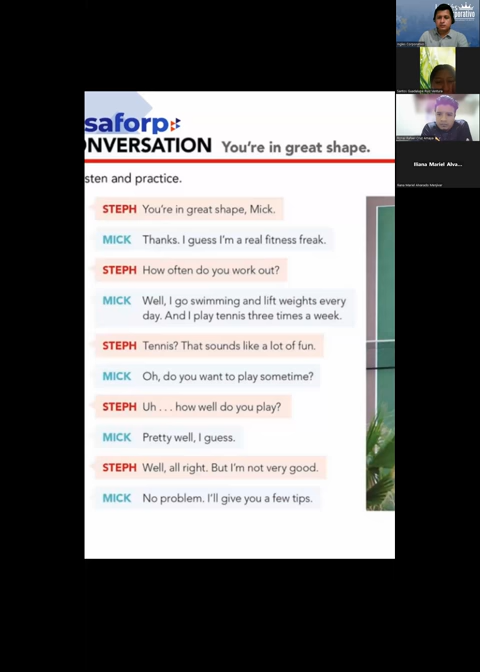 saforp
ONVERSATION You're in great shape.
sten and practice.
STEPH You're in great shape, Mick.
MICK Thanks. I guess I'm a real fitness freak.
STEPH How often do you work out?
MICK Well, I go swimming and lift weights every
day. And I play tennis three times a week.
STEPH Tennis? That sounds like a lot of fun.
MICK Oh, do you want to play sometime?
STEPH Uh . . . how well do you play?
MICK Pretty well, I guess.
STEPH Well, all right. But I'm not very good.
MICK No problem. I'll give you a few tips.
Iliana Mariel Alva...